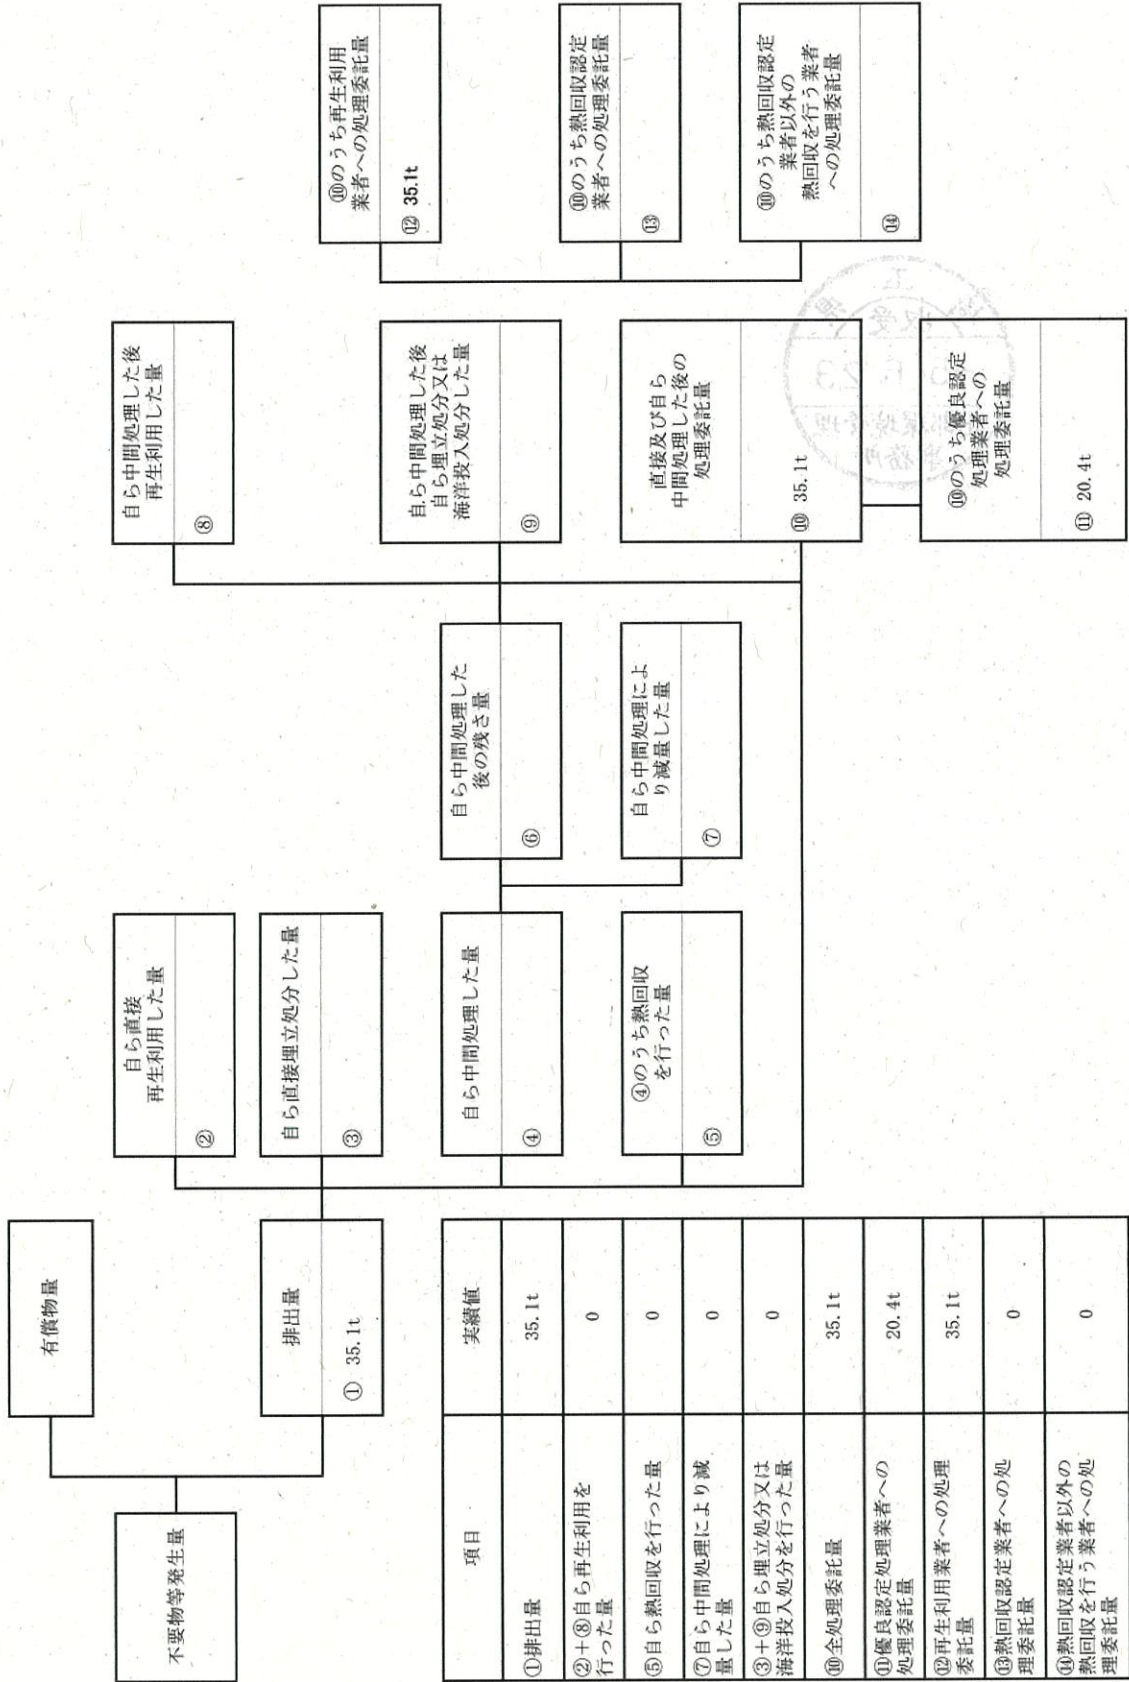 不要物等発生量
有償物量
排出量
① 35.1t
自ら直接
再生利用した量
②
自ら直接埋立処分した量
③
自ら中間処理した量
④
④のうち熱回収
を行った量
⑤
自ら中間処理した
後の残さ量
⑥
自ら中間処理によ
り減量した量
⑦
自ら中間処理した後
再生利用した量
⑧
自ら中間処理した後
自ら埋立処分又は
海洋投入処分した量
⑨
直接及び自ら
中間処理した後の
処理委託量
⑩ 35.1t
⑩のうち優良認定
処理業者への
処理委託量
⑪ 20.4t
⑩のうち再生利用
業者への処理委託量
⑫ 35.1t
⑩のうち熱回収認定
業者への処理委託量
⑬
⑩のうち熱回収認定
業者以外の
熱回収を行う業者
への処理委託量
⑭
項目 実績値
①排出量 35.1t
②+⑧自ら再生利用を
行った量 0
⑤自ら熱回収を行った量 0
⑦自ら中間処理により減
量した量 0
③+⑨自ら埋立処分又は
海洋投入処分を行った量 0
⑩全処理委託量 35.1t
⑪優良認定処理業者への
処理委託量 20.4t
⑫再生利用業者への処理
委託量 35.1t
⑬熱回収認定業者への処
理委託量 0
⑭熱回収認定業者以外の
熱回収を行う業者への処
理委託量 0